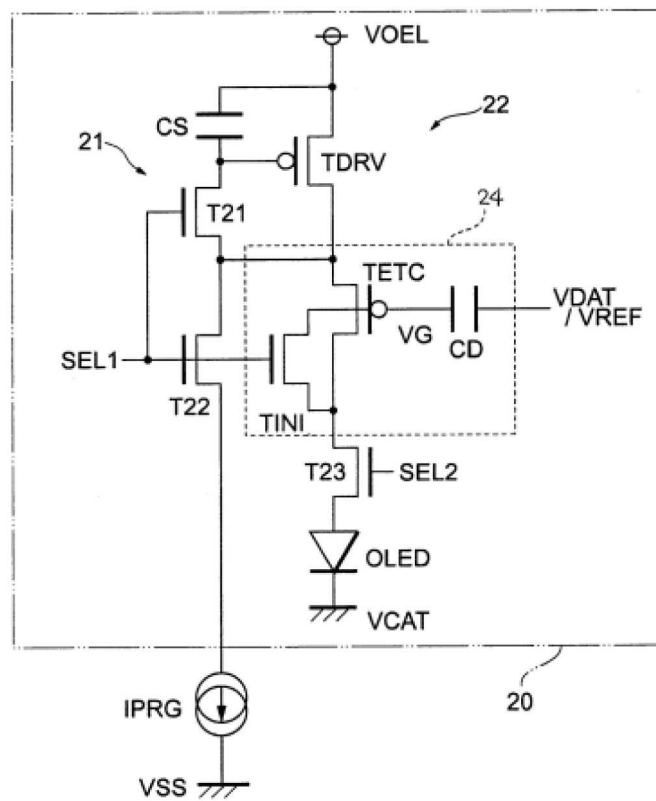 VOEL
CS
22
21
TDRV
T21
24
TETC
VDAT
/ VREF
VG
CD
SEL1
T22
TINI
T23
SEL2
OLED
VCAT
20
IPRG
VSS